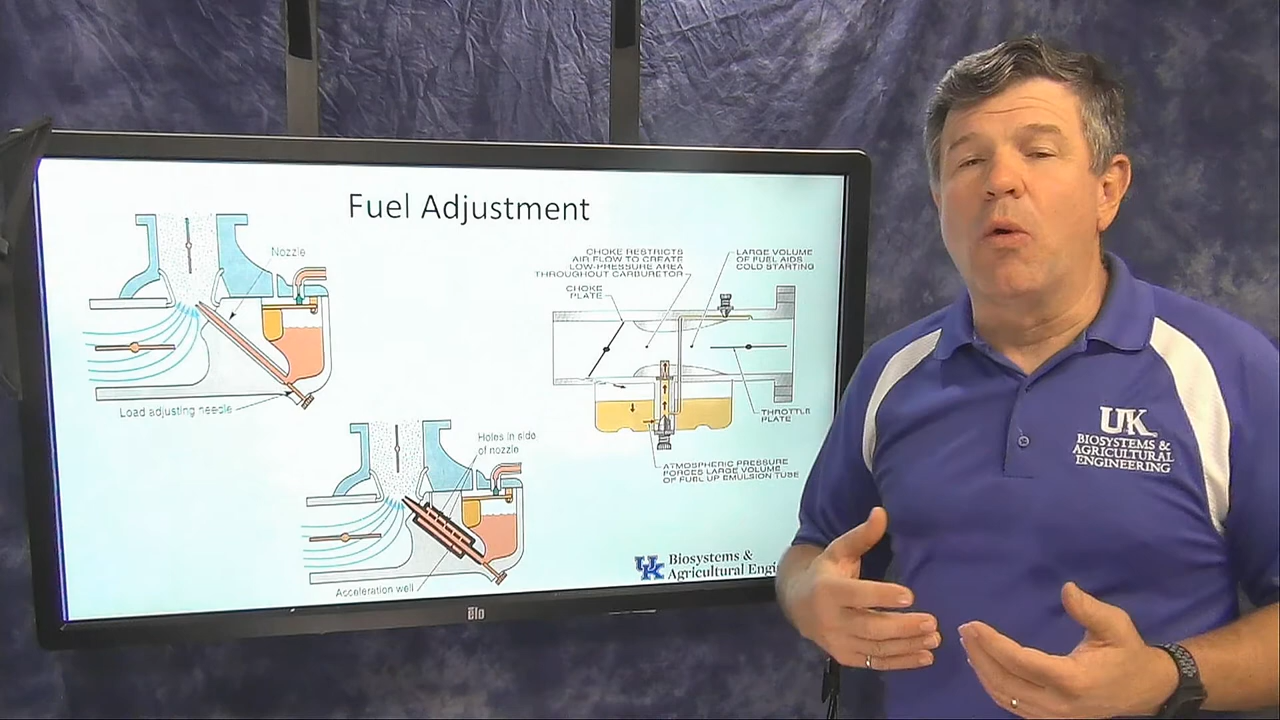 Fuel Adjustment
Nozzle
Load adjusting needle
Holes in side
of nozzle
Acceleration well
CHOKE RESTRICTS
AIR FLOW TO CREATE
LOW-PRESSURE AREA
THROUGHOUT CARBURETOR
LARGE VOLUME
OF FUEL AIDS
COLD STARTING
CHOKE
PLATE
THROTTLE
PLATE
ATMOSPHERIC PRESSURE
FORCES LARGE VOLUME
OF FUEL UP EMULSION TUBE
UK
Biosystems &
Agricultural Engi
elo
UK
BIOSYSTEMS &
AGRICULTURAL
ENGINEERING